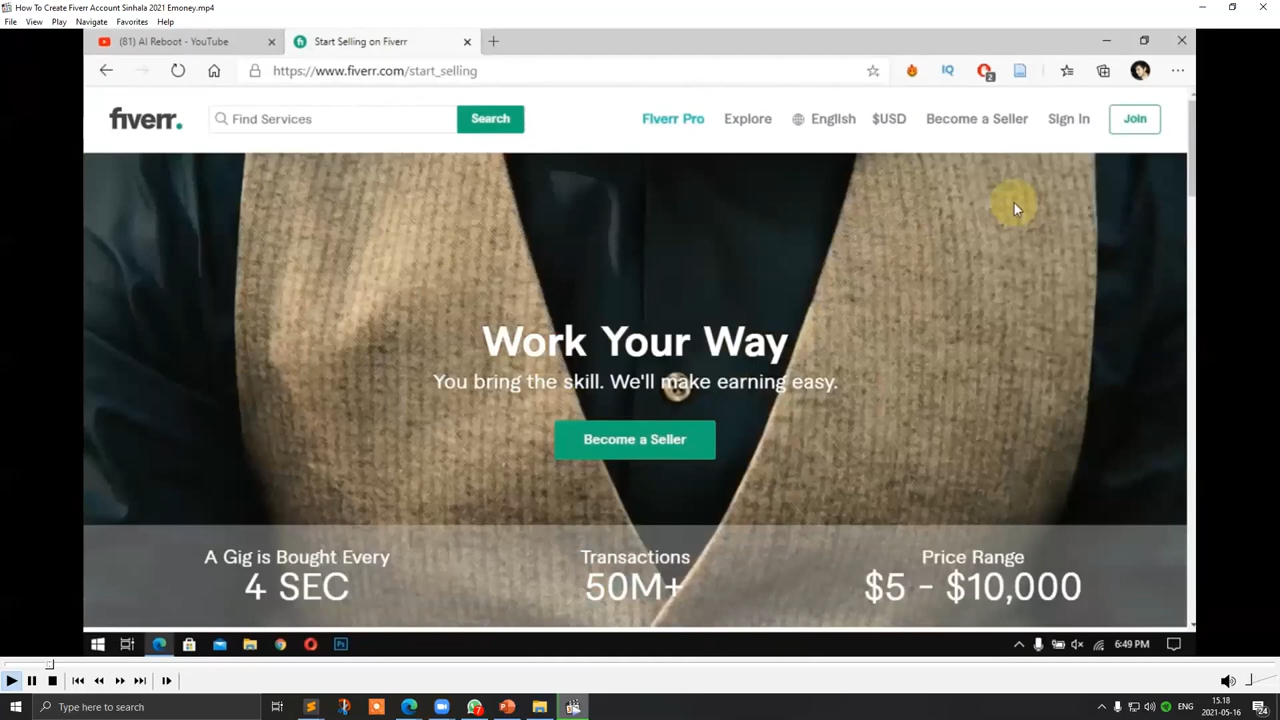 How To Create Fiverr Account Sinhala 2021 Emoney.mp4
File View Play Navigate Favorites Help
(81) AI Reboot - YouTube
Start Selling on Fiverr
https://www.fiverr.com/start_selling
IQ
2
fiverr.
Find Services
Search
Fiverr Pro
Explore
English
$USD
Become a Seller
Sign In
Join
Work Your Way
You bring the skill. We'll make earning easy.
Become a Seller
A Gig is Bought Every
4 SEC
Transactions
50M+
Price Range
$5 - $10,000
Ps
6:49 PM
Type here to search
ENG
15.18
2021-05-16
24